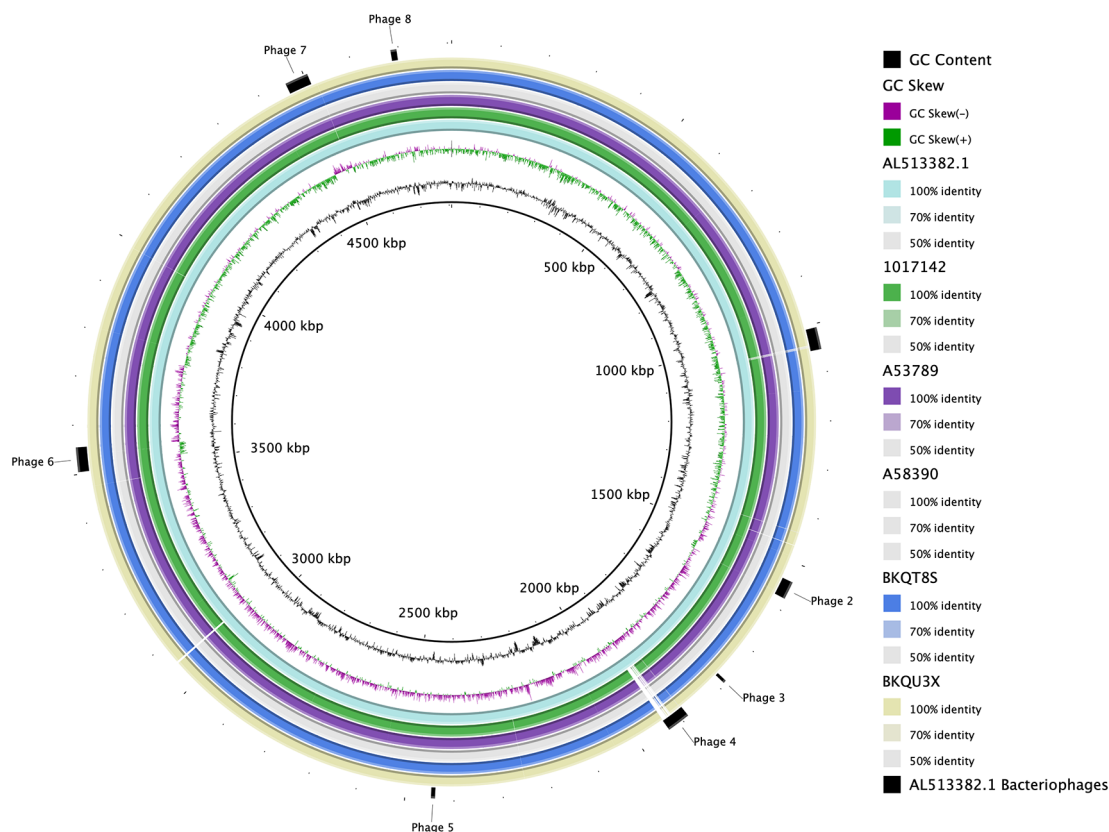 Phage 8
Phage 7
4500 kbp
500 kbp
4000 kbp
1000 kbp
3500 kbp
Phage 6
1500 kbp
3000 kbp
2000 kbp
2500 kbp
Phage 2
Phage 3
Phage 4
Phage 5
GC Content
GC Skew
GC Skew(-)
GC Skew(+)
AL513382.1
100% identity
70% identity
50% identity
1017142
100% identity
70% identity
50% identity
A53789
100% identity
70% identity
50% identity
A58390
100% identity
70% identity
50% identity
BKQT8S
100% identity
70% identity
50% identity
BKQU3X
100% identity
70% identity
50% identity
AL513382.1 Bacteriophages